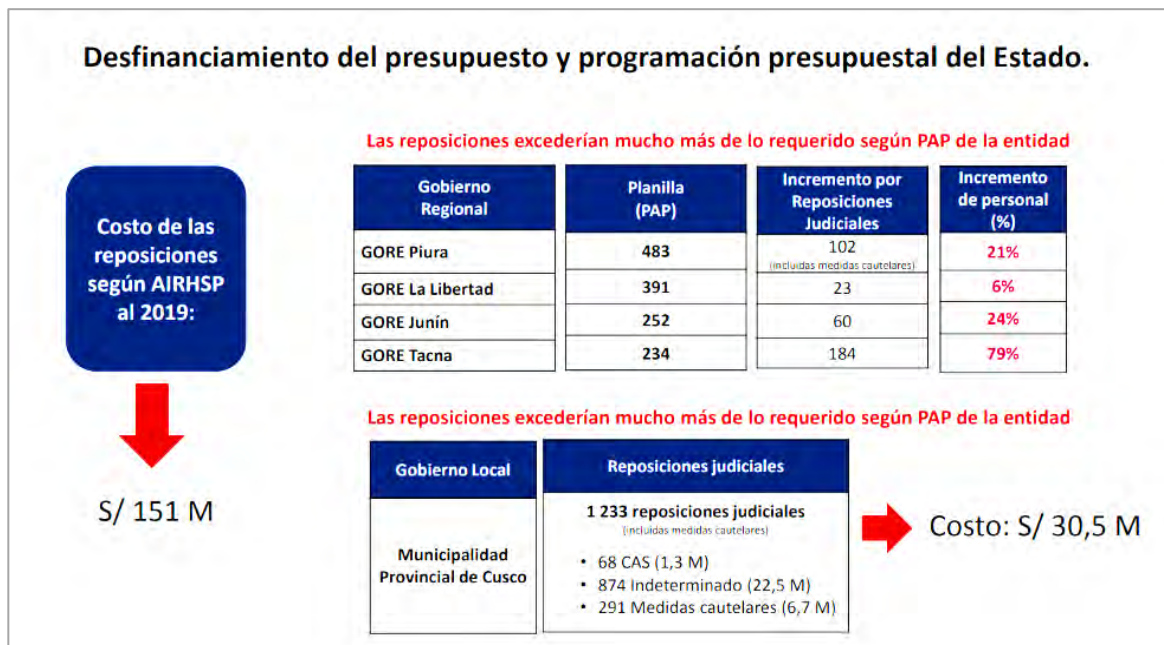 Desfinanciamiento del presupuesto y programación presupuestal del Estado.
Costo de las
reposiciones
según AIRHSP
al 2019:
S/ 151 M
Las reposiciones excederían mucho más de lo requerido según PAP de la entidad
Gobierno
Regional
Planilla
(PAP)
Incremento por
Reposiciones
Judiciales
Incremento
de personal
(%)
GORE Piura
483
102
(incluidas medidas cautelares)
21%
GORE La Libertad
391
23
6%
GORE Junín
252
60
24%
GORE Tacna
234
184
79%
Las reposiciones excederían mucho más de lo requerido según PAP de la entidad
Gobierno Local
Reposiciones judiciales
Municipalidad
Provincial de Cusco
1 233 reposiciones judiciales
(incluidas medidas cautelares)
• 68 CAS (1,3 M)
• 874 Indeterminado (22,5 M)
• 291 Medidas cautelares (6,7 M)
Costo: S/ 30,5 M